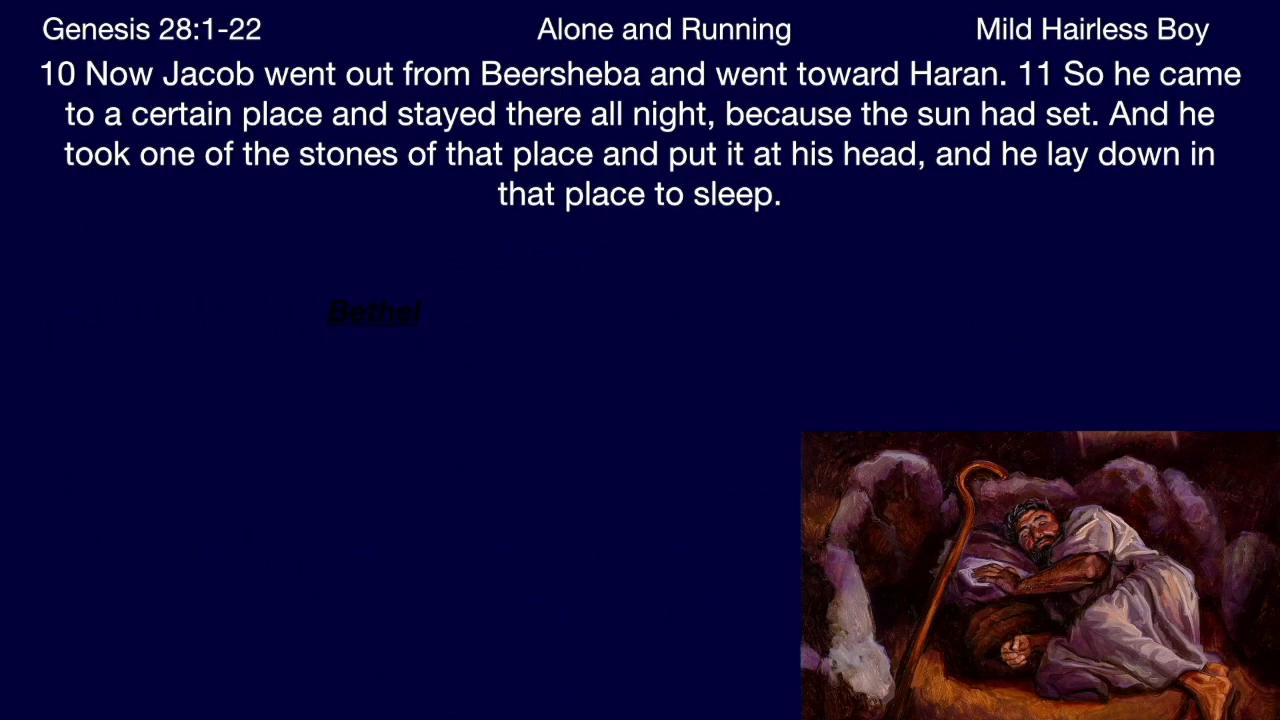 Genesis 28:1-22
Alone and Running
Mild Hairless Boy
10 Now Jacob went out from Beersheba and went toward Haran. 11 So he came
to a certain place and stayed there all night, because the sun had set. And he
took one of the stones of that place and put it at his head, and he lay down in
that place to sleep.
Bethel